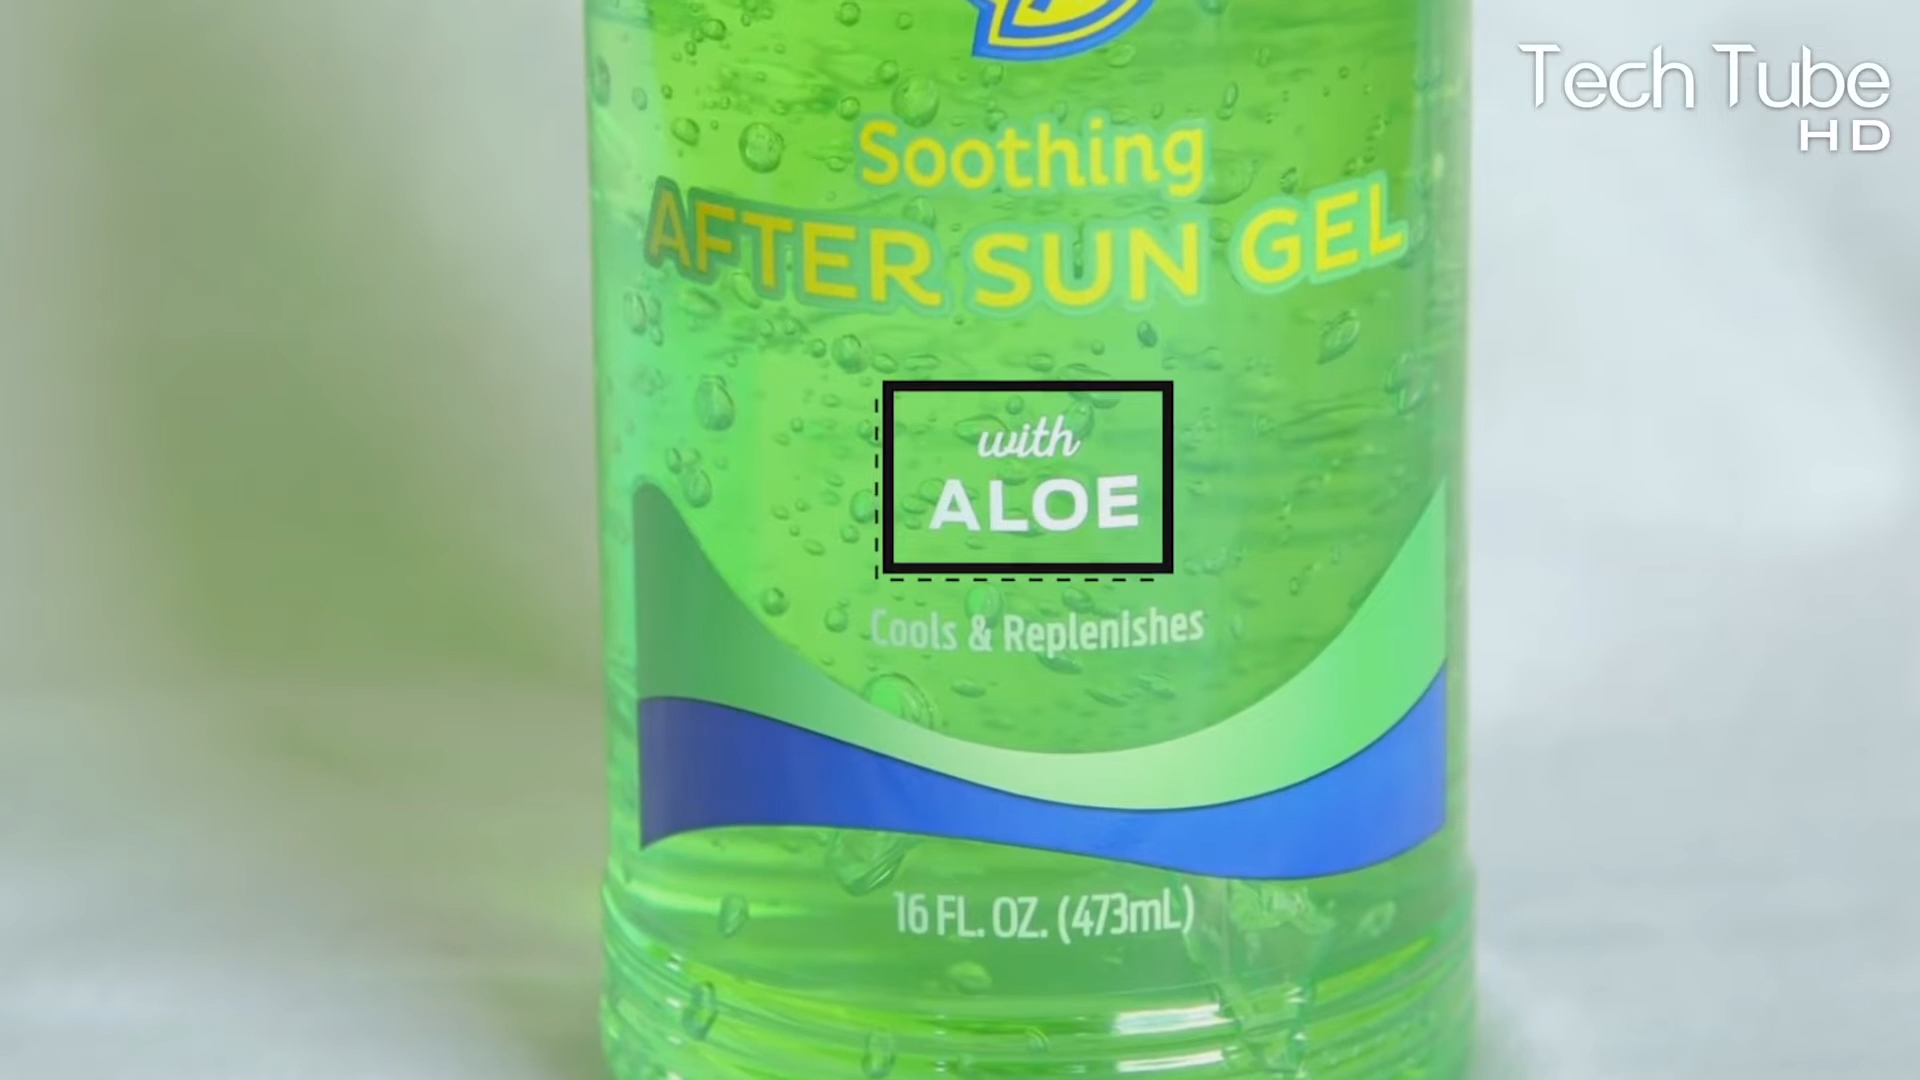 Tech Tube
HD
Soothing
AFTER SUN GEL
with
ALOE
Cools & Replenishes
16 FL. OZ. (473mL)